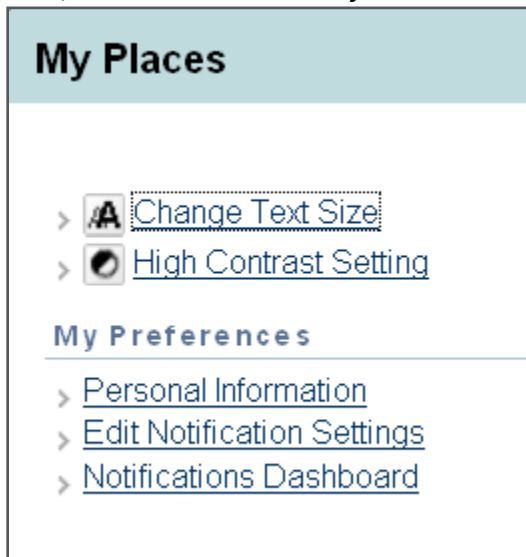 My Places
Change Text Size
High Contrast Setting
My Preferences
Personal Information
Edit Notification Settings
Notifications Dashboard